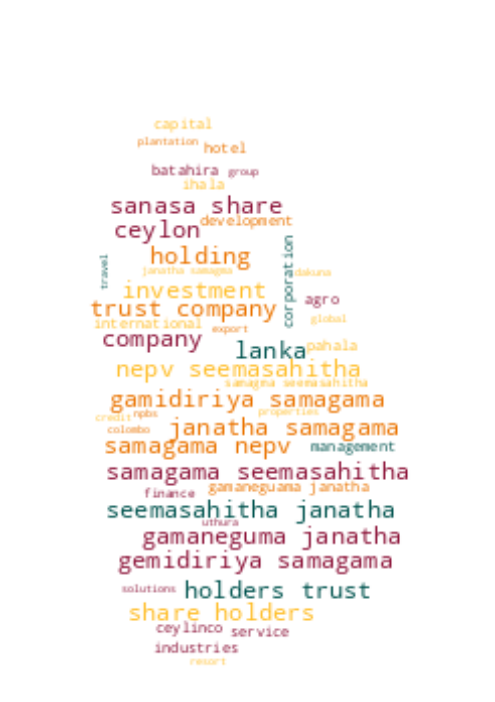 capital
plantation
hotel
batahira
group
ihala
sanasa share
development
ceylon
corporation
holding
travel
janatha samagama
dakuna
investment
agro
trust company
international
global
export
company
lanka
pahala
nepv seemasahitha
samagma seemasahitha
gamidiriya samagama
credit
npbs
properties
colombo
janatha samagama
samagama nepv
management
samagama seemasahitha
finance
gamaneguama janatha
seemasahitha janatha
uthura
gamaneguma janatha
gemidiriya samagama
solutions
holders trust
share holders
ceylinco
service
industries
resort